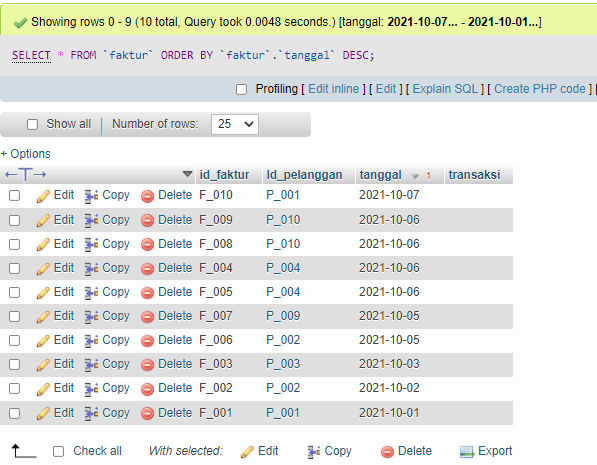 Showing rows 0 - 9 (10 total, Query took 0.0048 seconds.) [tanggal: 2021-10-07... - 2021-10-01...]
SELECT * FROM `faktur` ORDER BY `faktur`.`tanggal` DESC;
Profiling [ Edit inline ] [ Edit ] [ Explain SQL ] [ Create PHP code ] [
Show all Number of rows: 25
+ Options
←T→ id_faktur Id_pelanggan tanggal 1 transaksi
Edit Copy Delete F_010 P_001 2021-10-07
Edit Copy Delete F_009 P_010 2021-10-06
Edit Copy Delete F_008 P_010 2021-10-06
Edit Copy Delete F_004 P_004 2021-10-06
Edit Copy Delete F_005 P_004 2021-10-06
Edit Copy Delete F_007 P_009 2021-10-05
Edit Copy Delete F_006 P_002 2021-10-05
Edit Copy Delete F_003 P_003 2021-10-03
Edit Copy Delete F_002 P_002 2021-10-02
Edit Copy Delete F_001 P_001 2021-10-01
Check all With selected: Edit Copy Delete Export